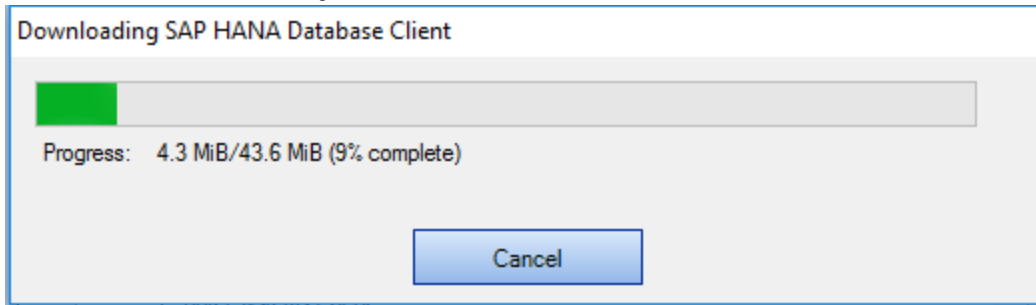 Downloading SAP HANA Database Client
Progress: 4.3 MiB/43.6 MiB (9% complete)
Cancel